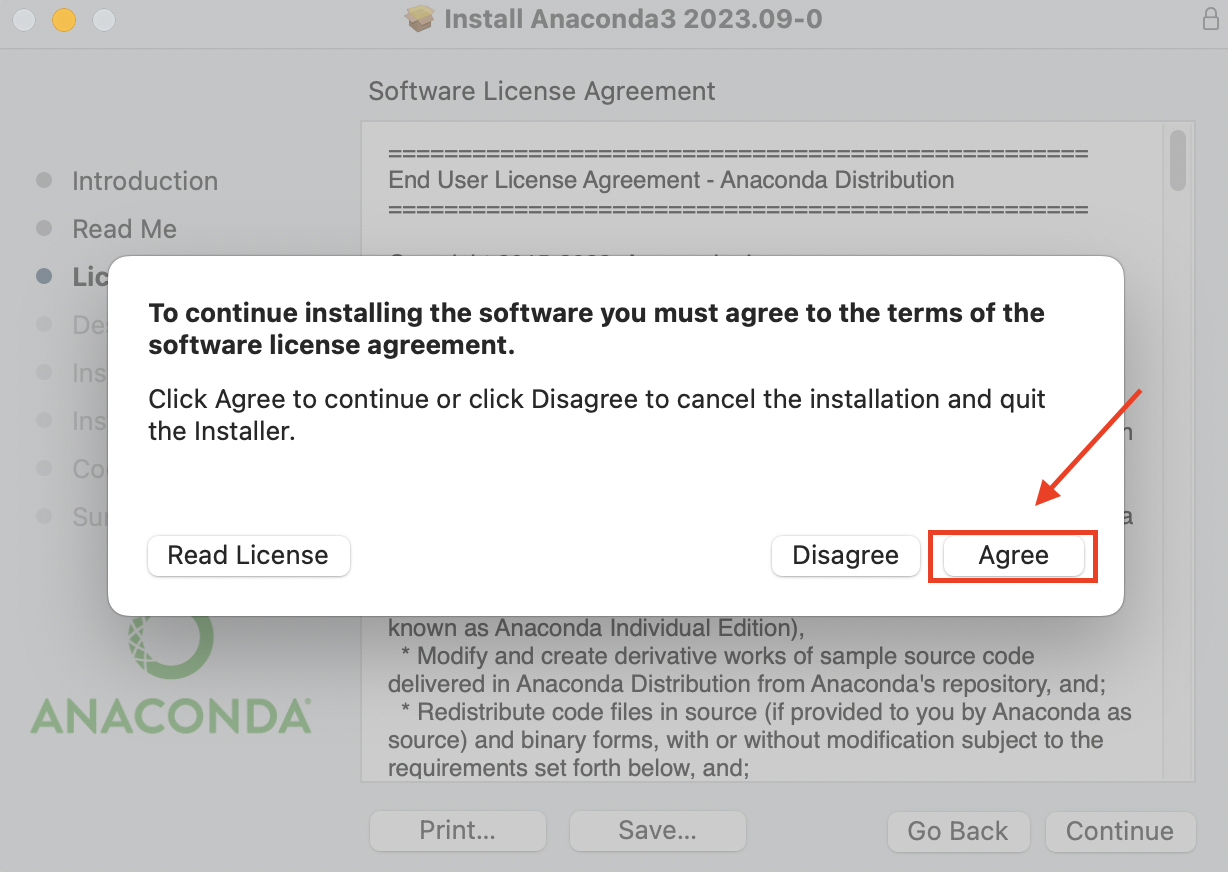 Install Anaconda3 2023.09-0
Software License Agreement
Introduction
Read Me
Lic
==================================================
End User License Agreement - Anaconda Distribution
==================================================
To continue installing the software you must agree to the terms of the
software license agreement.
Click Agree to continue or click Disagree to cancel the installation and quit
the Installer.
Read License
Disagree
Agree
known as Anaconda Individual Edition),
* Modify and create derivative works of sample source code
delivered in Anaconda Distribution from Anaconda's repository, and;
* Redistribute code files in source (if provided to you by Anaconda as
source) and binary forms, with or without modification subject to the
requirements set forth below, and;
ANACONDA
Print...
Save...
Go Back
Continue